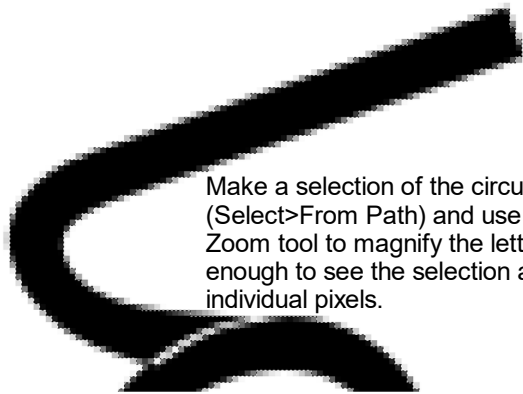 Make a selection of the circu
(Select>From Path) and use
Zoom tool to magnify the lett
enough to see the selection a
individual pixels.